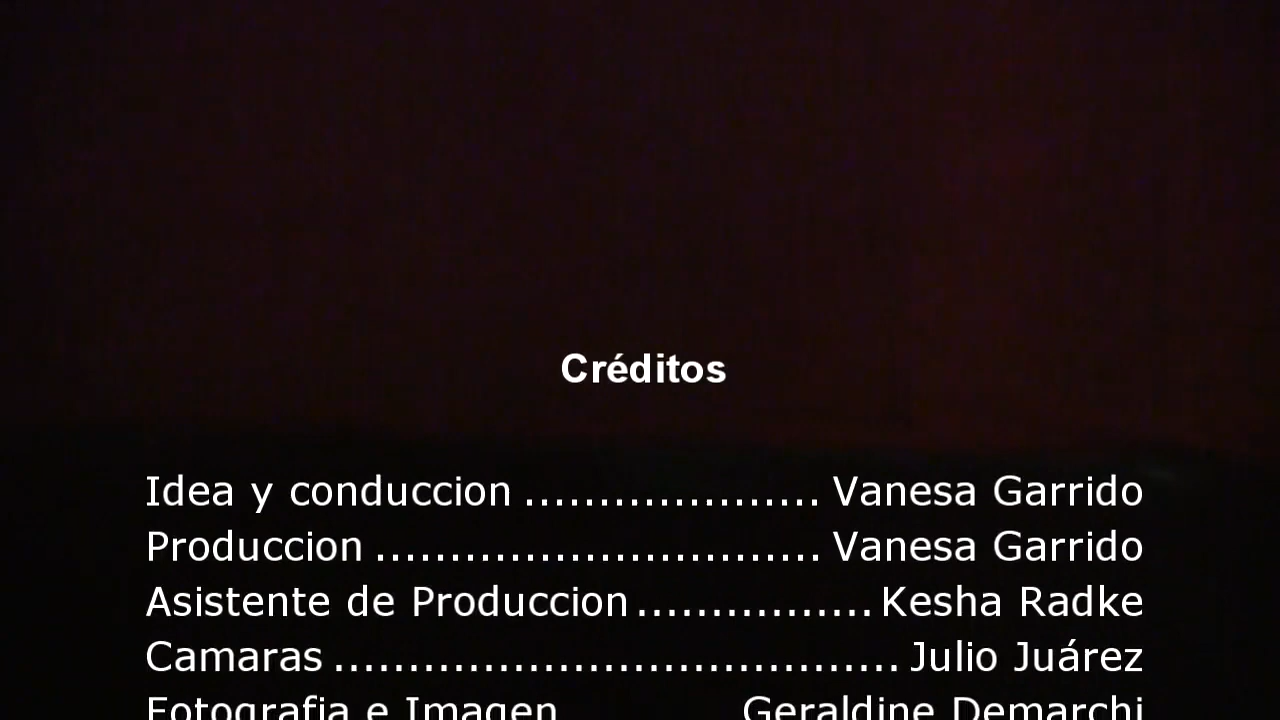 Créditos
Idea y conduccion .................... Vanesa Garrido
Produccion .............................. Vanesa Garrido
Asistente de Produccion................ Kesha Radke
Camaras ...................................... Julio Juárez
Fotografia e Imagen Geraldine Demarchi